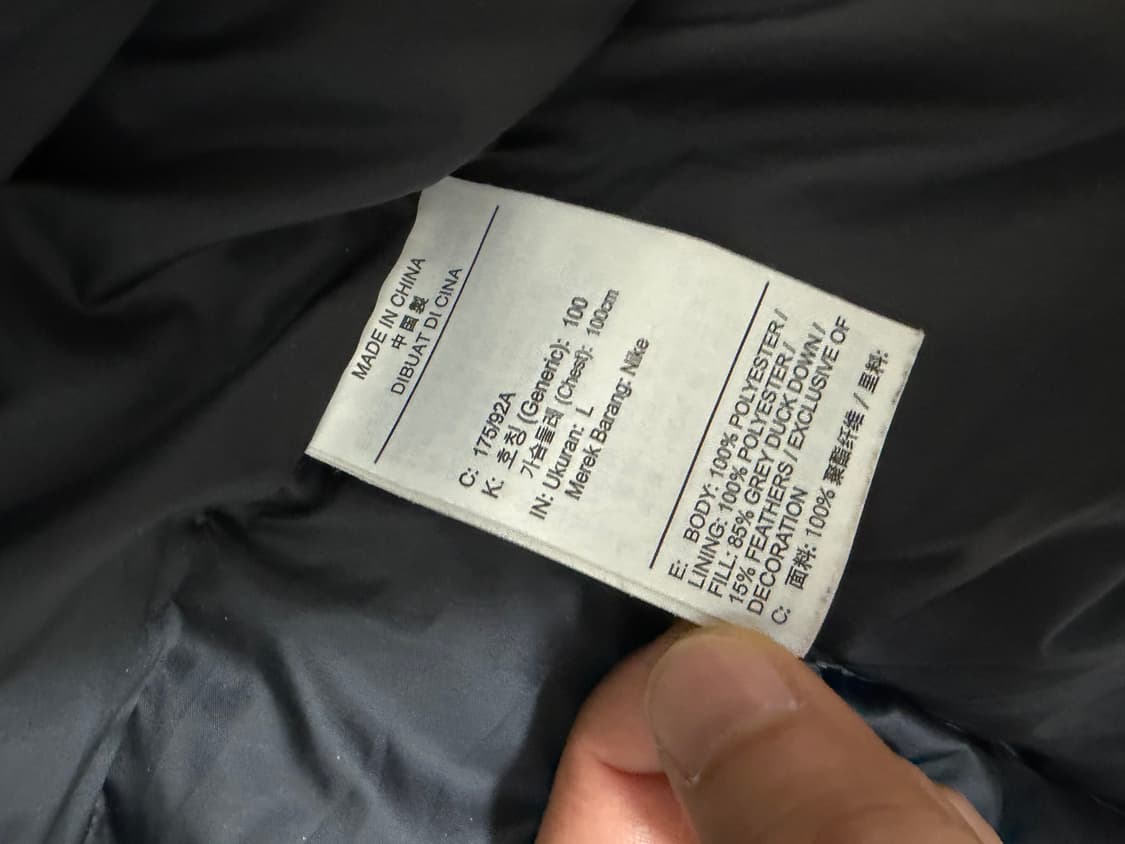 MADE IN CHINA
中國製
DIBUAT DI CINA
C: 175/92A
K: 호칭 (Generic): 100
가슴둘레 (Chest): 100cm
IN: Ukuran: L
Merek Barang: Nike
E: BODY: 100% POLYESTER /
LINING: 100% POLYESTER /
FILL: 85% GREY DUCK DOWN /
15% FEATHERS / EXCLUSIVE OF
DECORATION
C: 面料: 100% 聚酯纤维 / 里料: